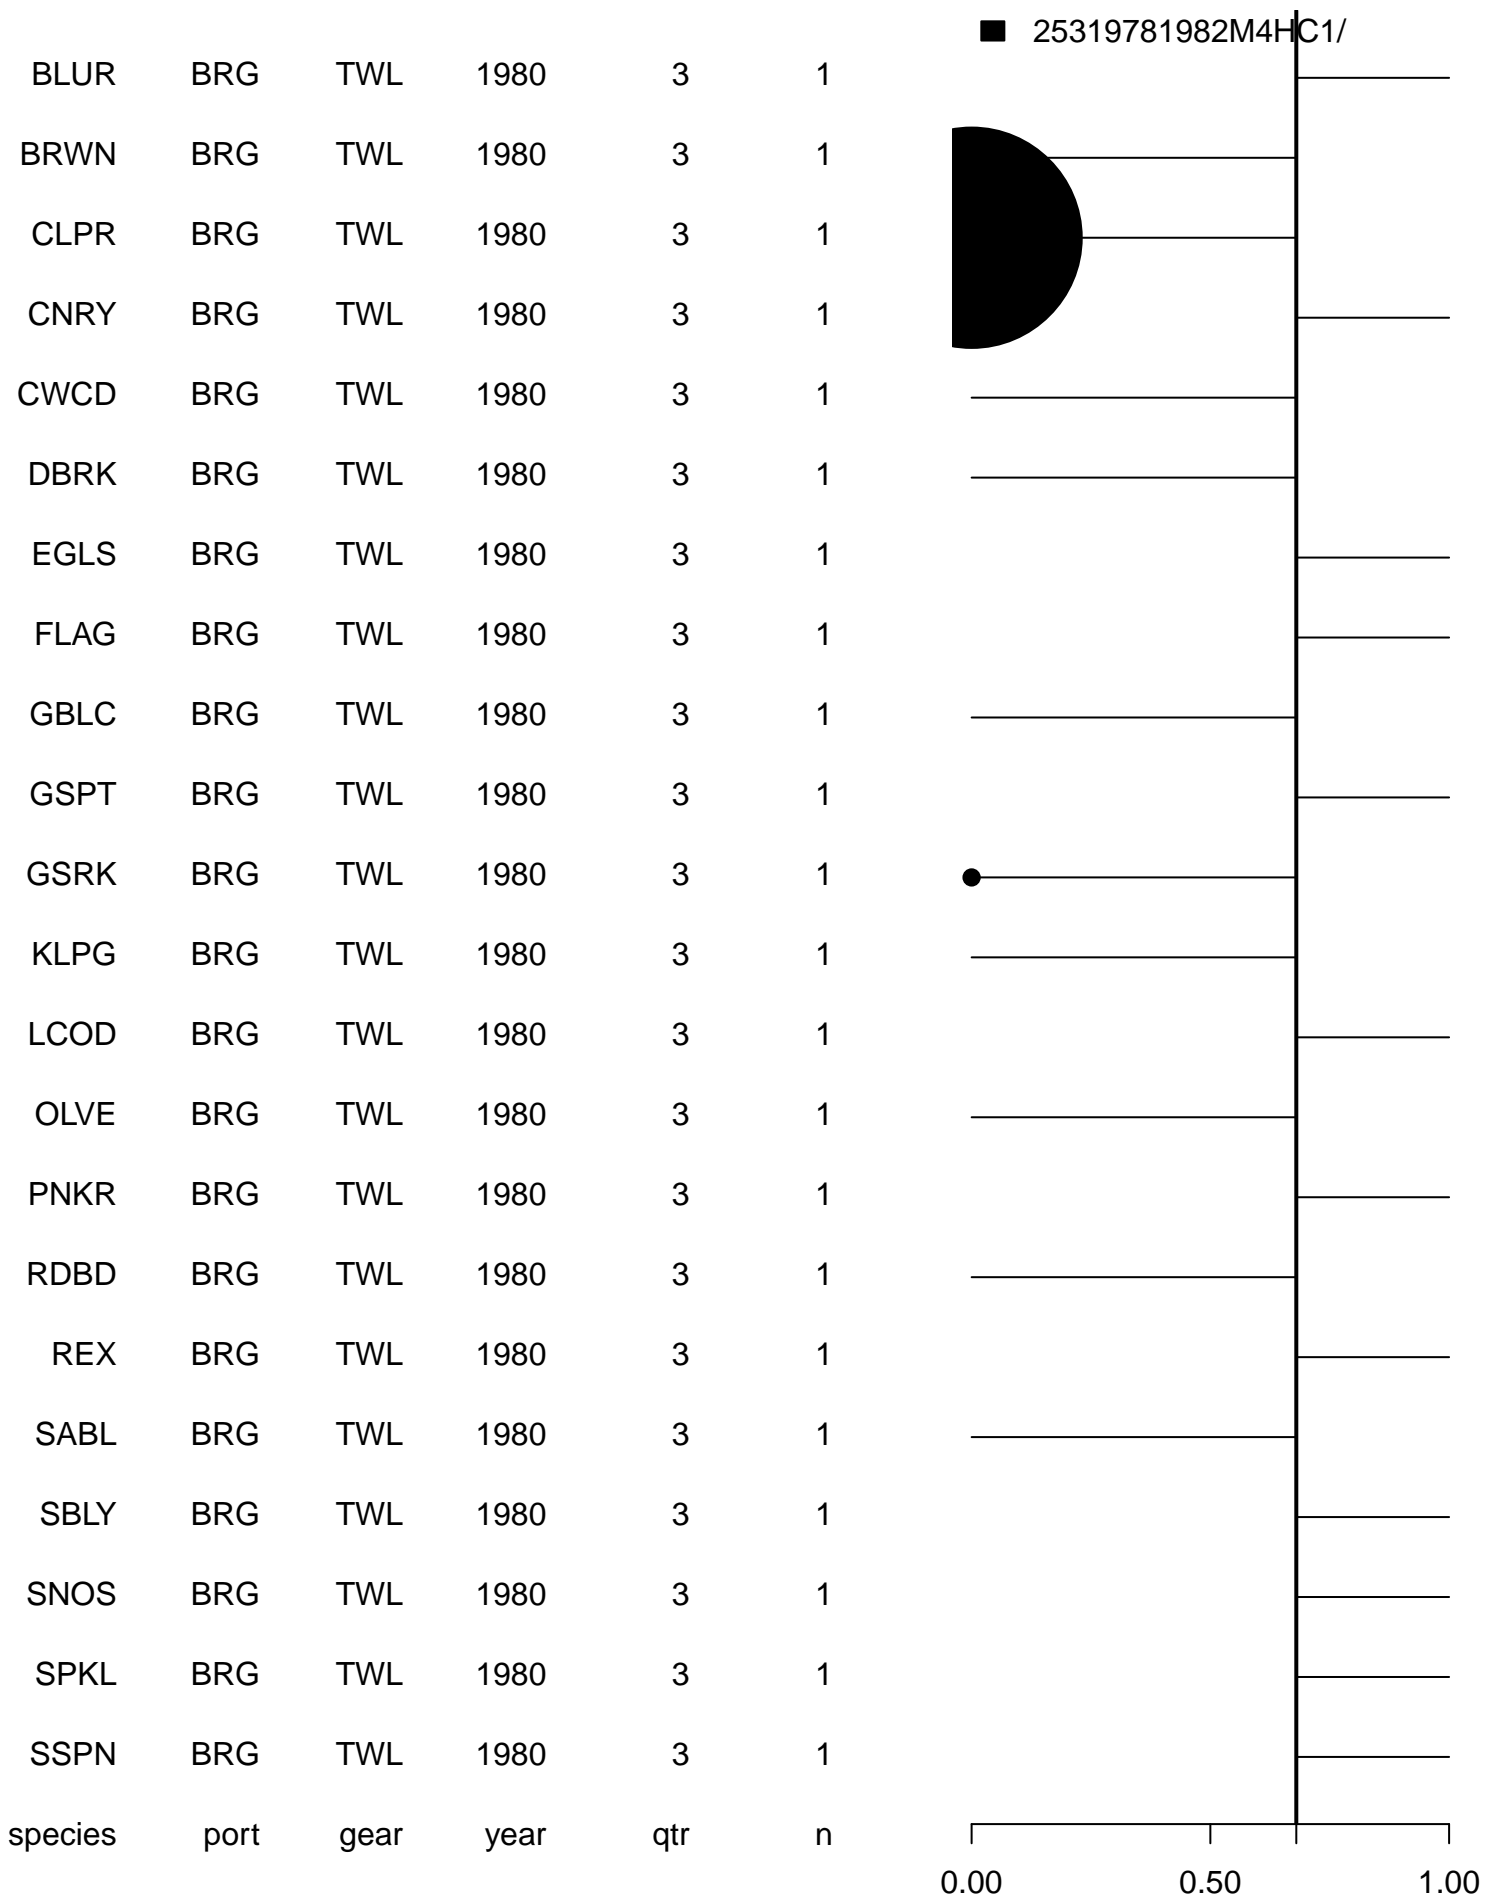 25319781982M4HC1/
BLUR BRG TWL 1980 3 1
BRWN BRG TWL 1980 3 1
CLPR BRG TWL 1980 3 1
CNRY BRG TWL 1980 3 1
CWCD BRG TWL 1980 3 1
DBRK BRG TWL 1980 3 1
EGLS BRG TWL 1980 3 1
FLAG BRG TWL 1980 3 1
GBLC BRG TWL 1980 3 1
GSPT BRG TWL 1980 3 1
GSRK BRG TWL 1980 3 1
KLPG BRG TWL 1980 3 1
LCOD BRG TWL 1980 3 1
OLVE BRG TWL 1980 3 1
PNKR BRG TWL 1980 3 1
RDBD BRG TWL 1980 3 1
REX BRG TWL 1980 3 1
SABL BRG TWL 1980 3 1
SBLY BRG TWL 1980 3 1
SNOS BRG TWL 1980 3 1
SPKL BRG TWL 1980 3 1
SSPN BRG TWL 1980 3 1
species port gear year qtr n
0.00 0.50 1.00